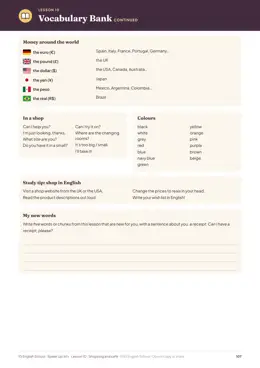 LESSON 10
Vocabulary Bank CONTINUED
Money around the world
the euro (€) Spain, Italy, France, Portugal, Germany...
the pound (£) the UK
the dollar ($) the USA, Canada, Australia...
the yen (¥) Japan
the peso Mexico, Argentina, Colombia...
the real (R$) Brazil
In a shop
Can I help you?
I'm just looking, thanks.
What size are you?
Do you have it in a small?
Can I try it on?
Where are the changing
rooms?
It's too big / small.
I'll take it.
Colours
black
white
grey
red
blue
navy blue
green
yellow
orange
pink
purple
brown
beige
Study tip: shop in English
Visit a shop website from the UK or the USA.
Read the product descriptions out loud.
Change the prices to reais in your head.
Write your wish list in English!
My new words
Write five words or chunks from this lesson that are new for you, with a sentence about you.
receipt, please?